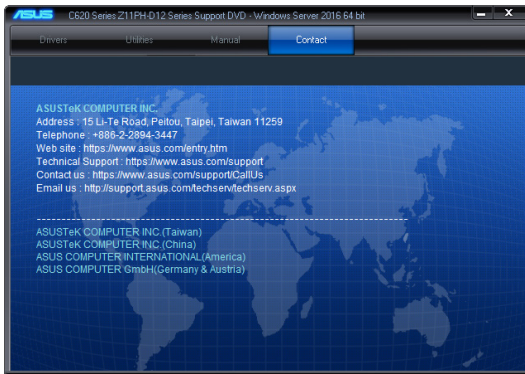 ASUS C620 Series Z11PH-D12 Series Support DVD - Windows Server 2016 64 bit
Drivers Utilities Manual Contact
ASUSTeK COMPUTER INC.
Address : 15 Li-Te Road, Peitou, Taipei, Taiwan 11259
Telephone : +886-2-2894-3447
Web site : https://www.asus.com/entry.htm
Technical Support : https://www.asus.com/support
Contact us : https://www.asus.com/support/CallUs
Email us : http://support.asus.com/techserv/techserv.aspx
ASUSTeK COMPUTER INC.(Taiwan)
ASUSTeK COMPUTER INC.(China)
ASUS COMPUTER INTERNATIONAL(America)
ASUS COMPUTER GmbH(Germany & Austria)